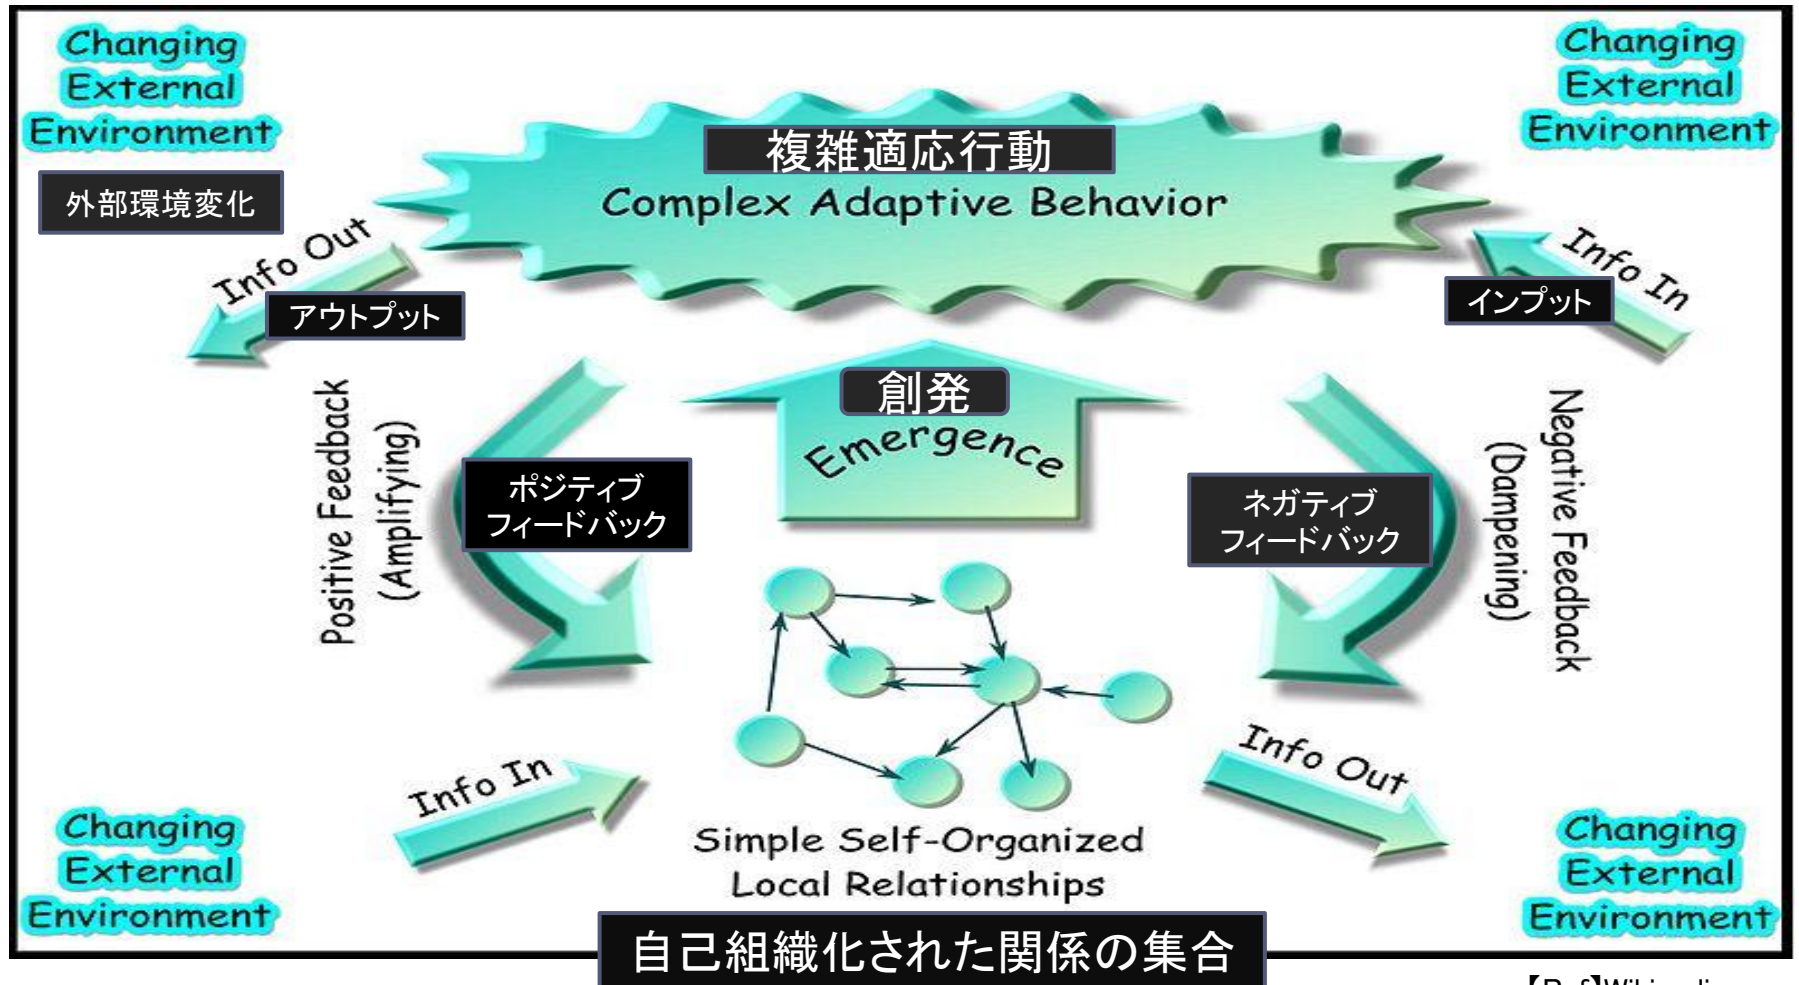 Changing
External
Environment
Changing
External
Environment
外部環境変化
複雑適応行動
Complex Adaptive Behavior
Info Out
アウトプット
Info In
インプット
創発
Emergence
Positive Feedback
(Amplifying)
ポジティブ
フィードバック
ネガティブ
フィードバック
Negative Feedback
(Dampening)
Info In
Info Out
Simple Self-Organized
Local Relationships
Changing
External
Environment
Changing
External
Environment
自己組織化された関係の集合